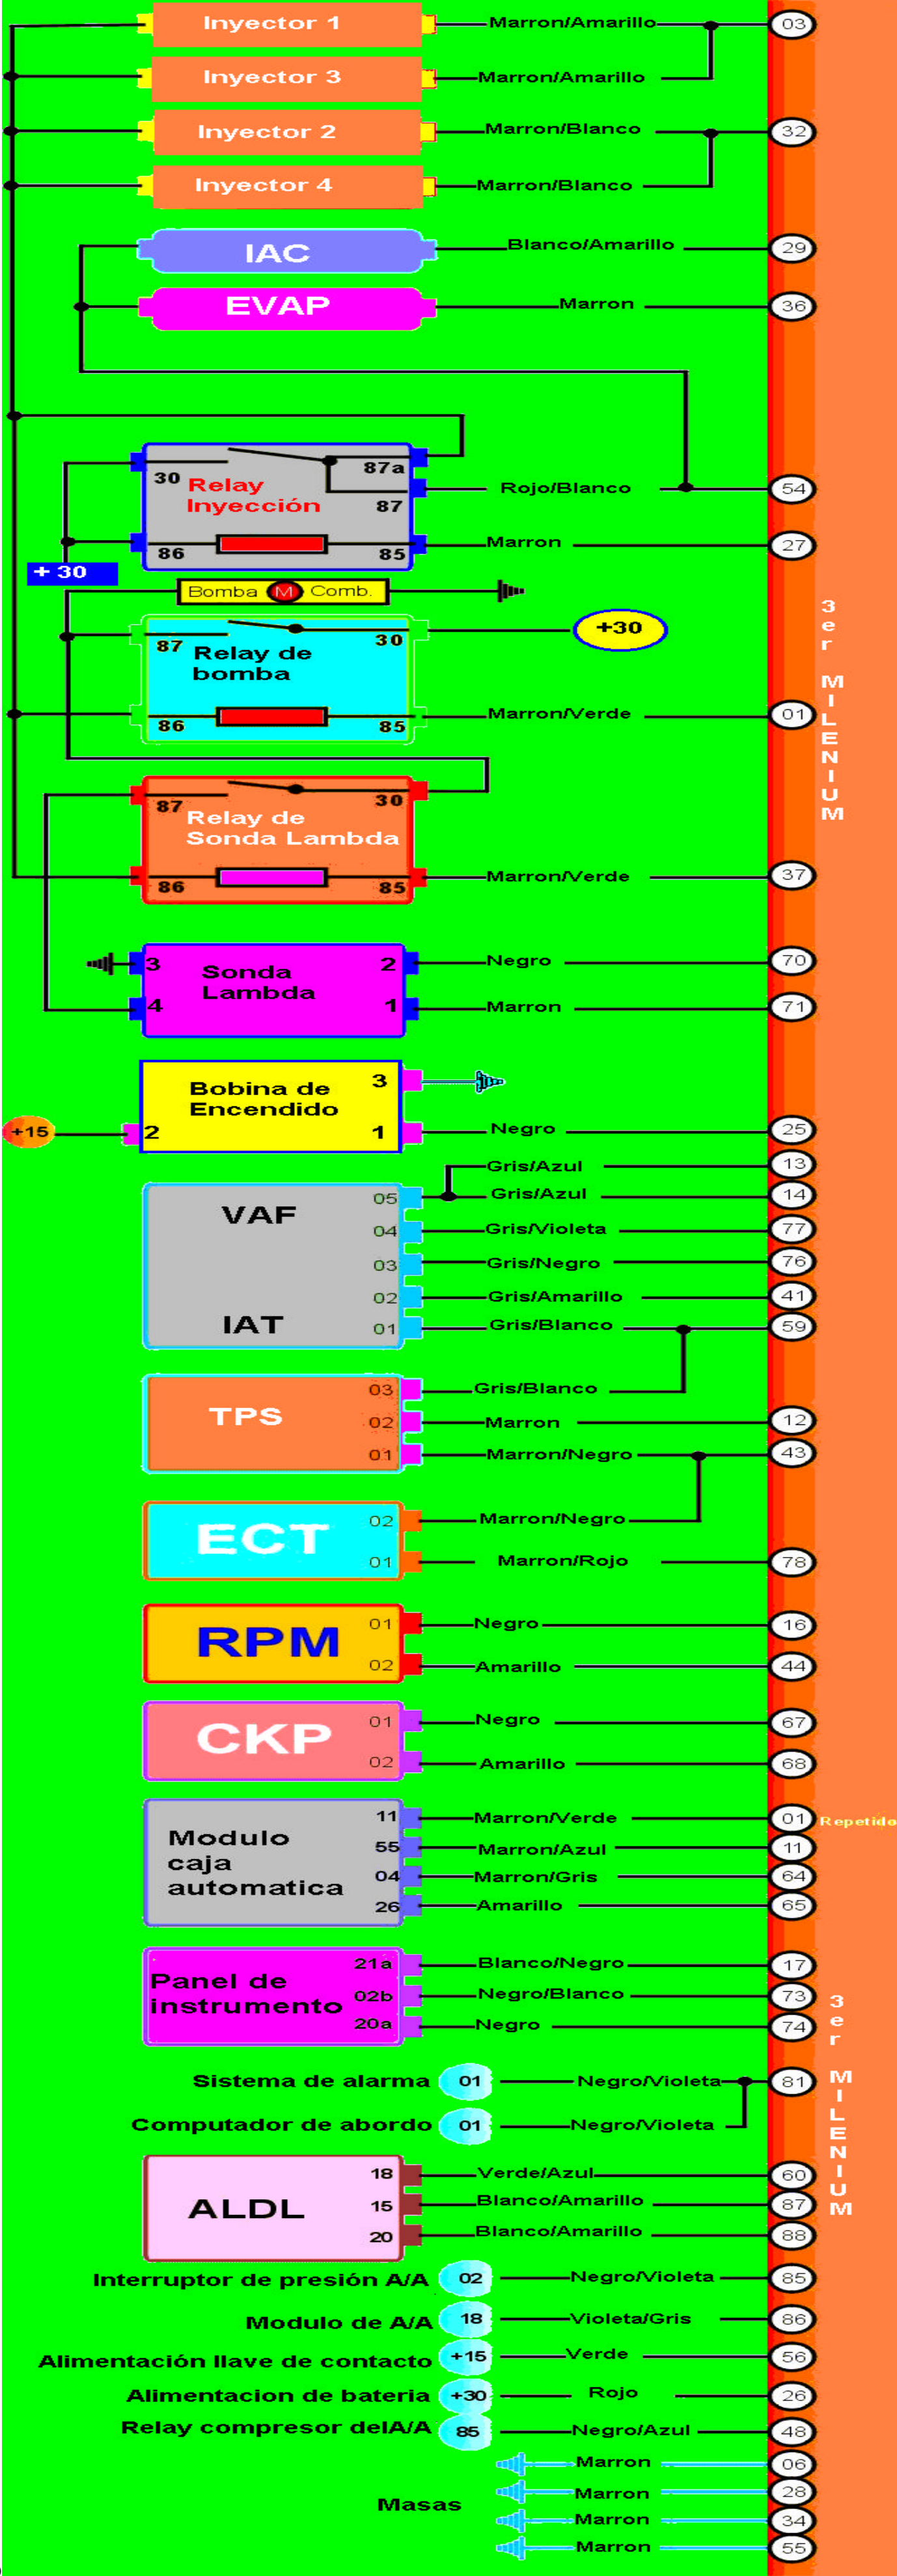 Inyector 1 Marron/Amarillo 03
Inyector 3 Marron/Amarillo
Inyector 2 Marron/Blanco 32
Inyector 4 Marron/Blanco
IAC Blanco/Amarillo 29
EVAP Marron 36
30 87a
Relay
Inyección
87 Rojo/Blanco 54
86 85 Marron 27
+ 30
Bomba M Comb.
87 30 +30
Relay de
bomba
86 85 Marron/Verde 01
87 30
Relay de
Sonda Lambda
86 85 Marron/Verde 37
3 2 Negro 70
Sonda
Lambda
4 1 Marron 71
3
Bobina de
Encendido
+15 2 1 Negro 25
Gris/Azul 13
VAF 05 Gris/Azul 14
04 Gris/Violeta 77
03 Gris/Negro 76
02 Gris/Amarillo 41
IAT 01 Gris/Blanco 59
03 Gris/Blanco
TPS 02 Marron 12
01 Marron/Negro 43
ECT 02 Marron/Negro
01 Marron/Rojo 78
RPM 01 Negro 16
02 Amarillo 44
CKP 01 Negro 67
02 Amarillo 68
Modulo
caja
automatica
11 Marron/Verde 01 Repetido
55 Marron/Azul 11
04 Marron/Gris 64
26 Amarillo 65
Panel de
instrumento
21a Blanco/Negro 17
02b Negro/Blanco 73
20a Negro 74
Sistema de alarma 01 Negro/Violeta 81
Computador de abordo 01 Negro/Violeta
ALDL
18 Verde/Azul 60
15 Blanco/Amarillo 87
20 Blanco/Amarillo 88
Interruptor de presión A/A 02 Negro/Violeta 85
Modulo de A/A 18 Violeta/Gris 86
Alimentación llave de contacto +15 Verde 56
Alimentacion de bateria +30 Rojo 26
Relay compresor delA/A 85 Negro/Azul 48
Masas
Marron 06
Marron 28
Marron 34
Marron 55
3er MILENIUM
3er MILENIUM